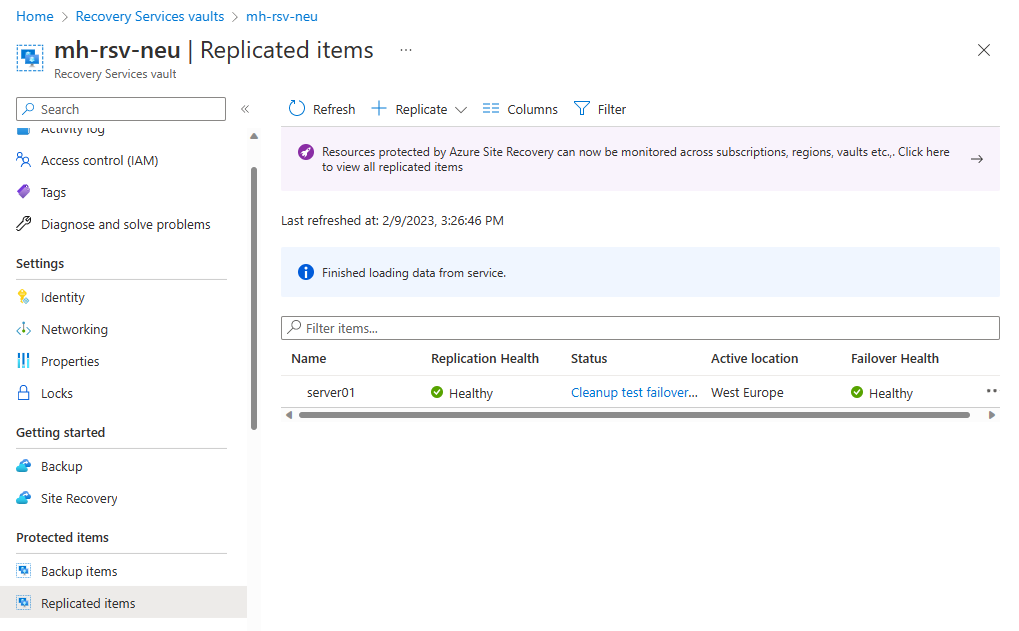 Home > Recovery Services vaults > mh-rsv-neu
mh-rsv-neu | Replicated items ...
Recovery Services vault
Search
Activity log
Access control (IAM)
Tags
Diagnose and solve problems
Settings
Identity
Networking
Properties
Locks
Getting started
Backup
Site Recovery
Protected items
Backup items
Replicated items
Refresh Replicate Columns Filter
Resources protected by Azure Site Recovery can now be monitored across subscriptions, regions, vaults etc.,. Click here
to view all replicated items
Last refreshed at: 2/9/2023, 3:26:46 PM
Finished loading data from service.
Filter items...
Name Replication Health Status Active location Failover Health
server01 Healthy Cleanup test failover... West Europe Healthy